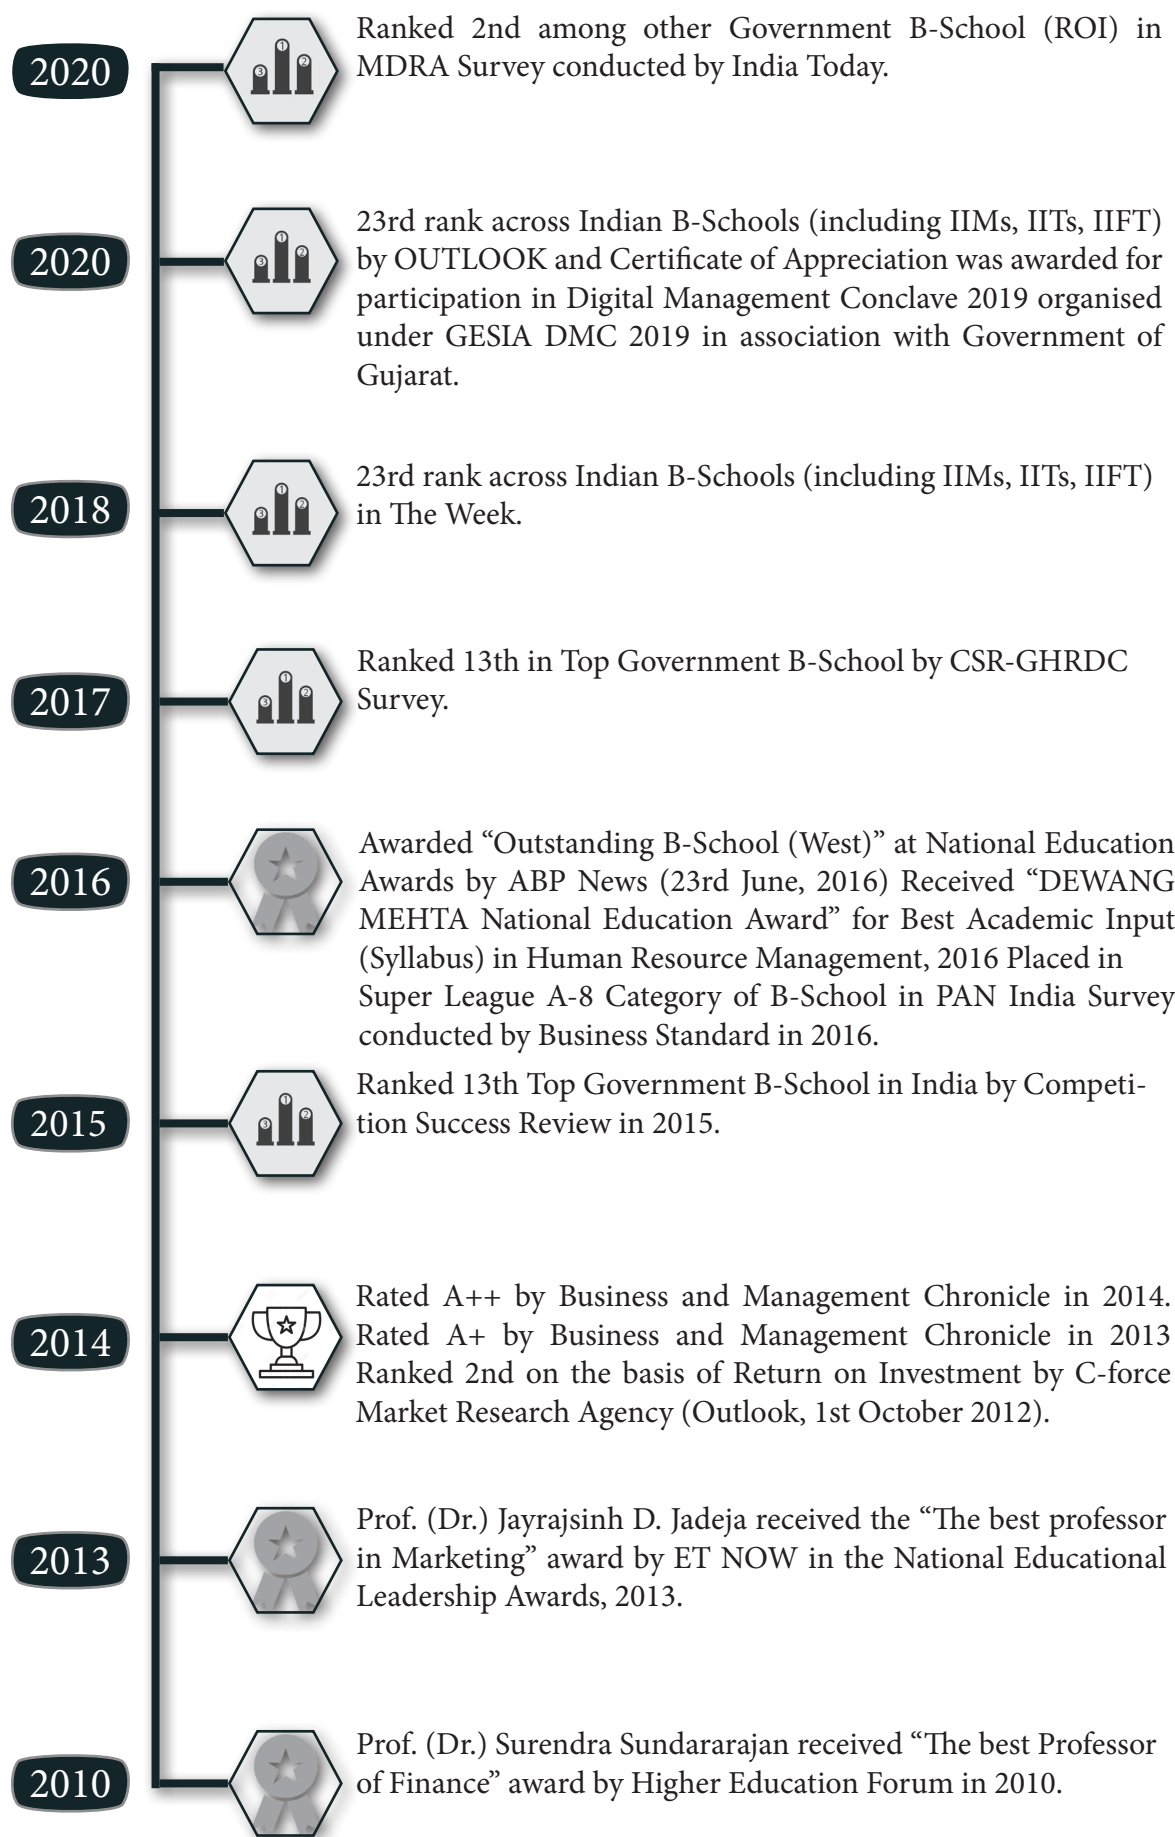 2020
Ranked 2nd among other Government B-School (ROI) in
MDRA Survey conducted by India Today.
2020
23rd rank across Indian B-Schools (including IIMs, IITs, IIFT)
by OUTLOOK and Certificate of Appreciation was awarded for
participation in Digital Management Conclave 2019 organised
under GESIA DMC 2019 in association with Government of
Gujarat.
2018
23rd rank across Indian B-Schools (including IIMs, IITs, IIFT)
in The Week.
2017
Ranked 13th in Top Government B-School by CSR-GHRDC
Survey.
2016
Awarded “Outstanding B-School (West)” at National Education
Awards by ABP News (23rd June, 2016) Received “DEWANG
MEHTA National Education Award” for Best Academic Input
(Syllabus) in Human Resource Management, 2016 Placed in
Super League A-8 Category of B-School in PAN India Survey
conducted by Business Standard in 2016.
2015
Ranked 13th Top Government B-School in India by Competi-
tion Success Review in 2015.
2014
Rated A++ by Business and Management Chronicle in 2014.
Rated A+ by Business and Management Chronicle in 2013
Ranked 2nd on the basis of Return on Investment by C-force
Market Research Agency (Outlook, 1st October 2012).
2013
Prof. (Dr.) Jayrajsinh D. Jadeja received the “The best professor
in Marketing” award by ET NOW in the National Educational
Leadership Awards, 2013.
2010
Prof. (Dr.) Surendra Sundararajan received “The best Professor
of Finance” award by Higher Education Forum in 2010.